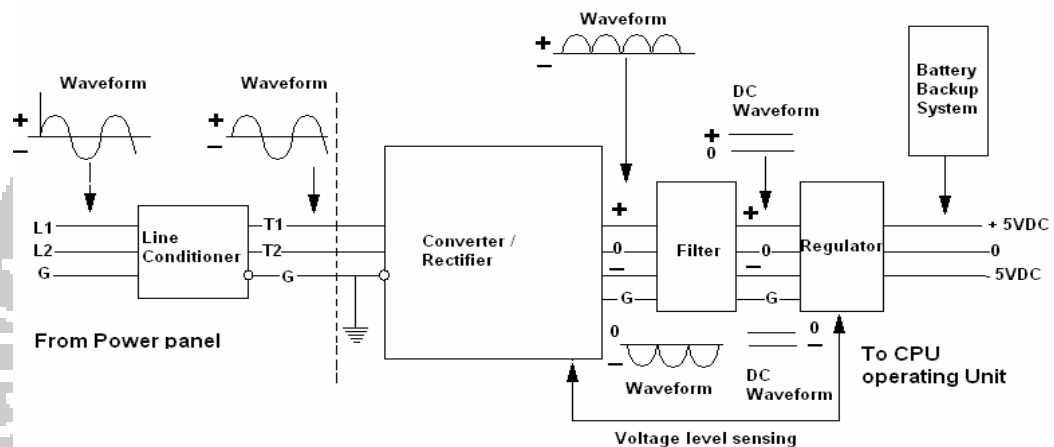 Waveform
+
−
Waveform
+
−
Waveform
+
−
DC
Waveform
+
0
Battery
Backup
System
L1
L2
G
Line
Conditioner
T1
T2
G
Converter /
Rectifier
+
0
−
G
Filter
+
0
−
G
Regulator
+ 5VDC
0
- 5VDC
From Power panel
0
−
Waveform
0
−
DC
Waveform
To CPU
operating Unit
Voltage level sensing